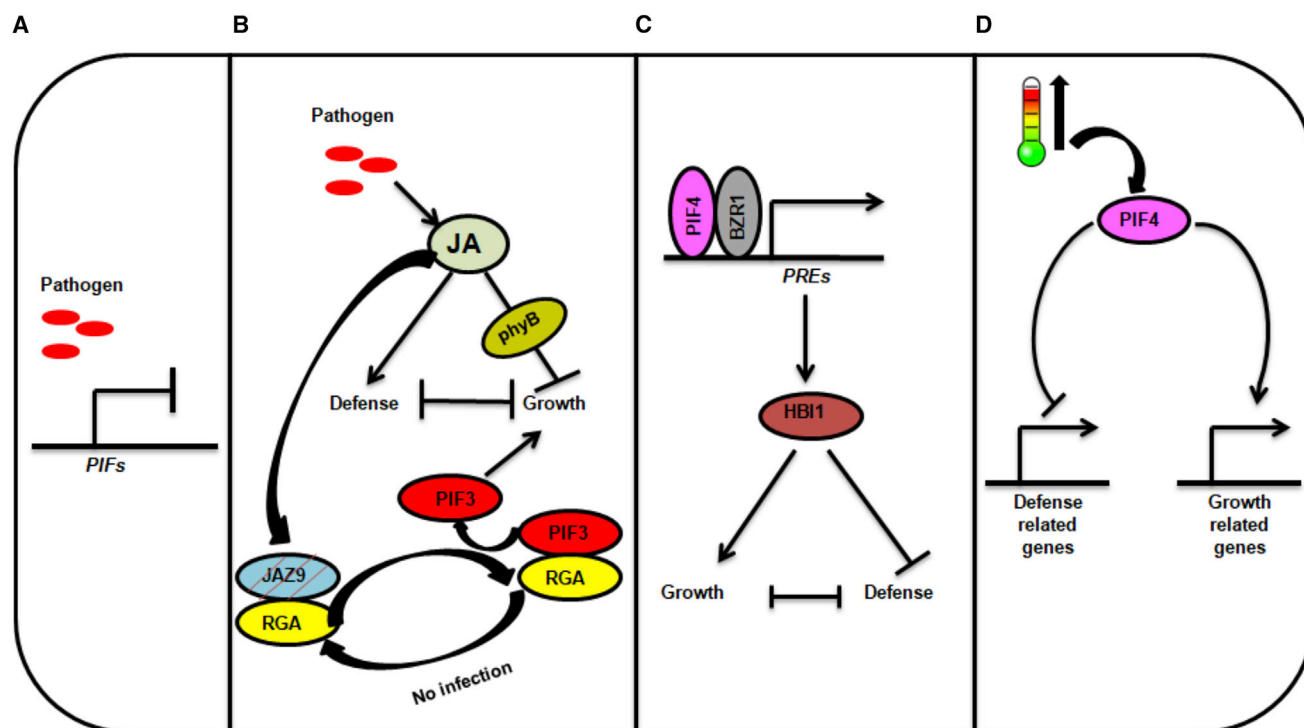 A
B
C
D
Pathogen
PIFs
Pathogen
JA
phyB
Defense
Growth
PIF3
PIF3
RGA
JAZ9
RGA
No infection
PIF4
BZR1
PREs
HBI1
Growth
Defense
PIF4
Defense
related
genes
Growth
related
genes